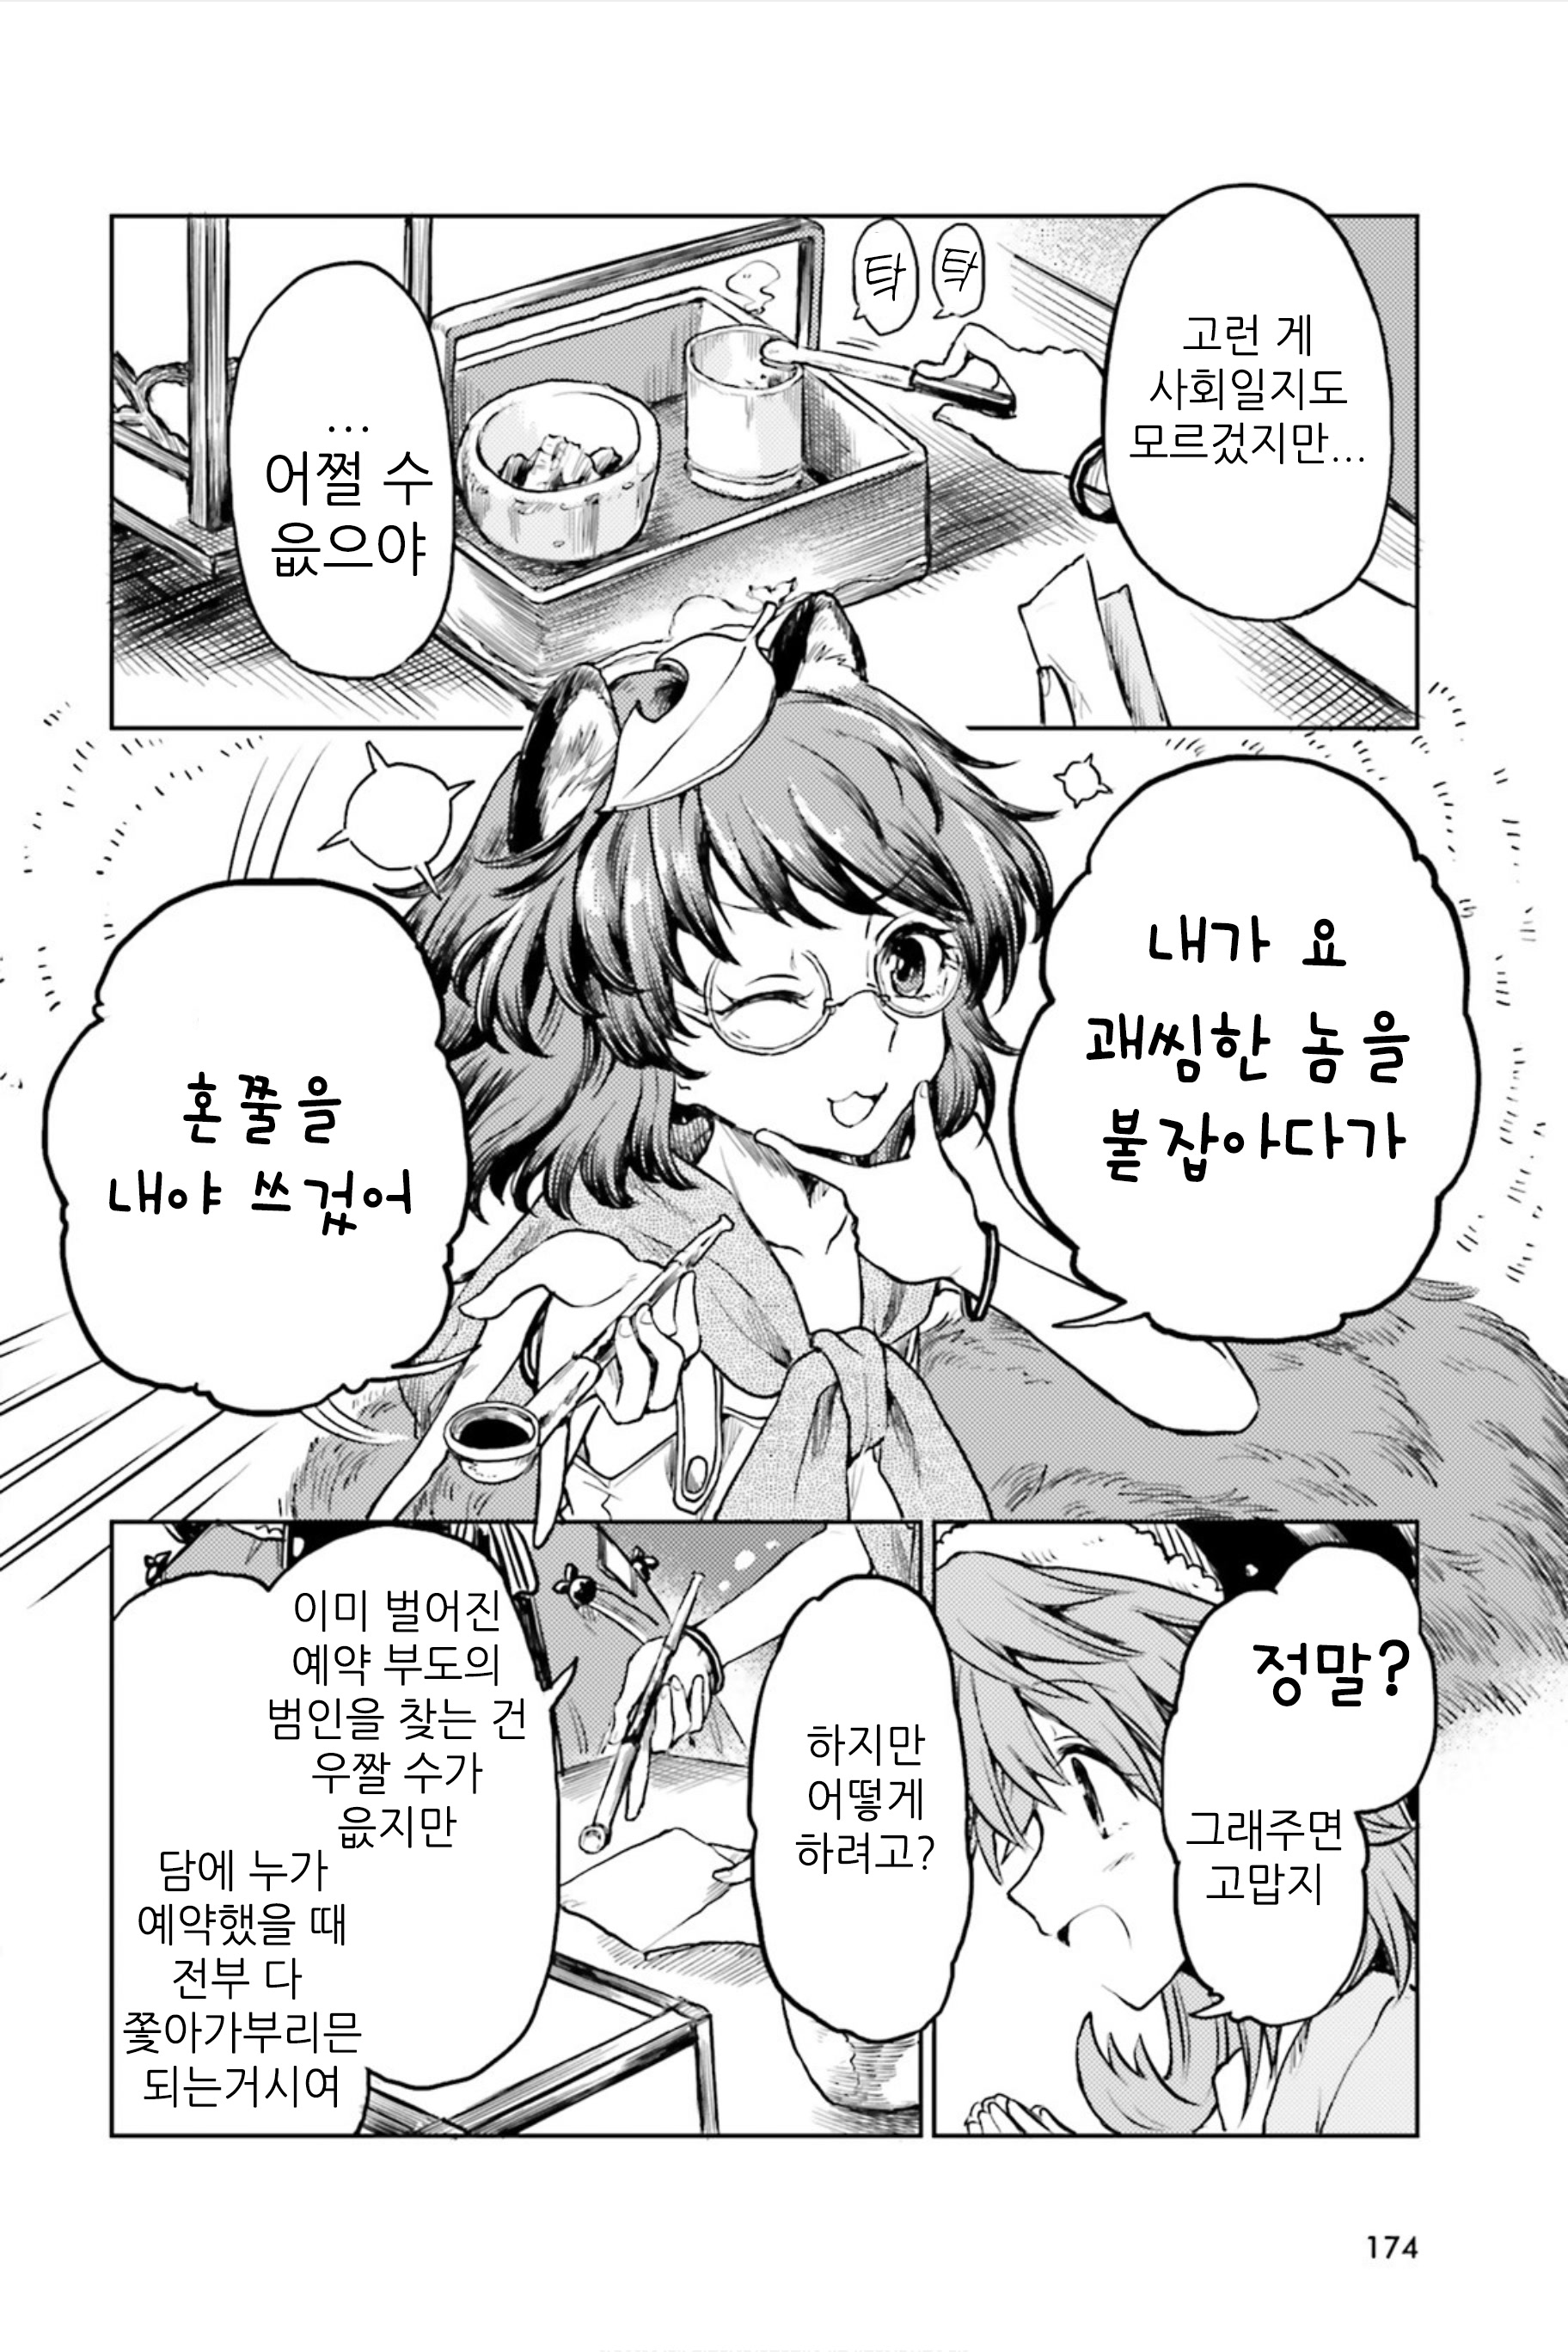 고런 게
사회일지도
모르겄지만...
탁
탁
...
어쩔 수
읎으야
내가 요
괘씸한 놈을
붙잡아다가
혼쭐을
내야 쓰겄어
정말?
그래주면
고맙지
하지만
어떻게
하려고?
이미 벌어진
예약 부도의
범인을 찾는 건
우짤 수가
읎지만
담에 누가
예약했을 때
전부 다
쫓아가부리믄
되는거시여
174